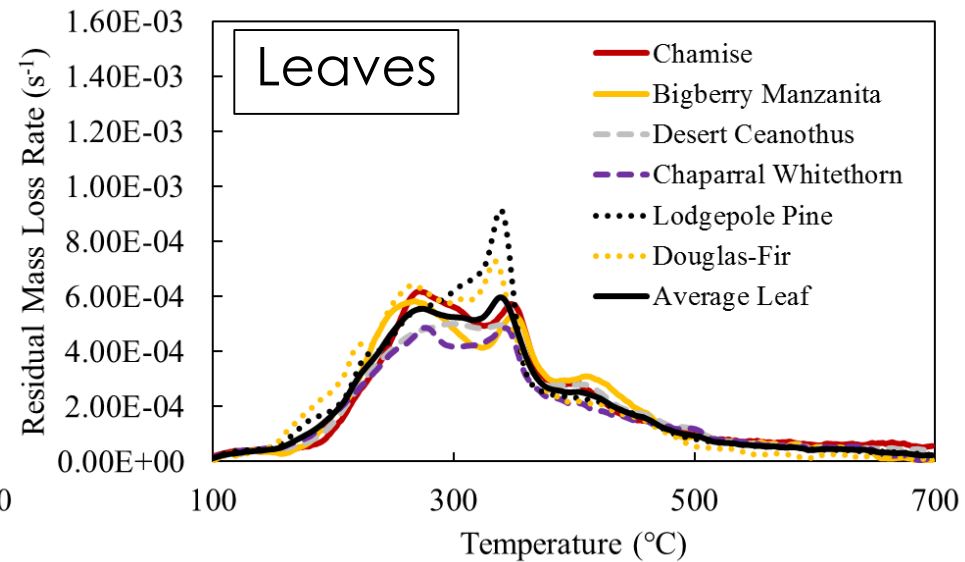 1.60E-03
1.40E-03
1.20E-03
1.00E-03
8.00E-04
6.00E-04
4.00E-04
2.00E-04
0.00E+00
Residual Mass Loss Rate (s⁻¹)
Leaves
Chamise
Bigberry Manzanita
Desert Ceanothus
Chaparral Whitethorn
Lodgepole Pine
Douglas-Fir
Average Leaf
0
100 300 500 700
Temperature (°C)